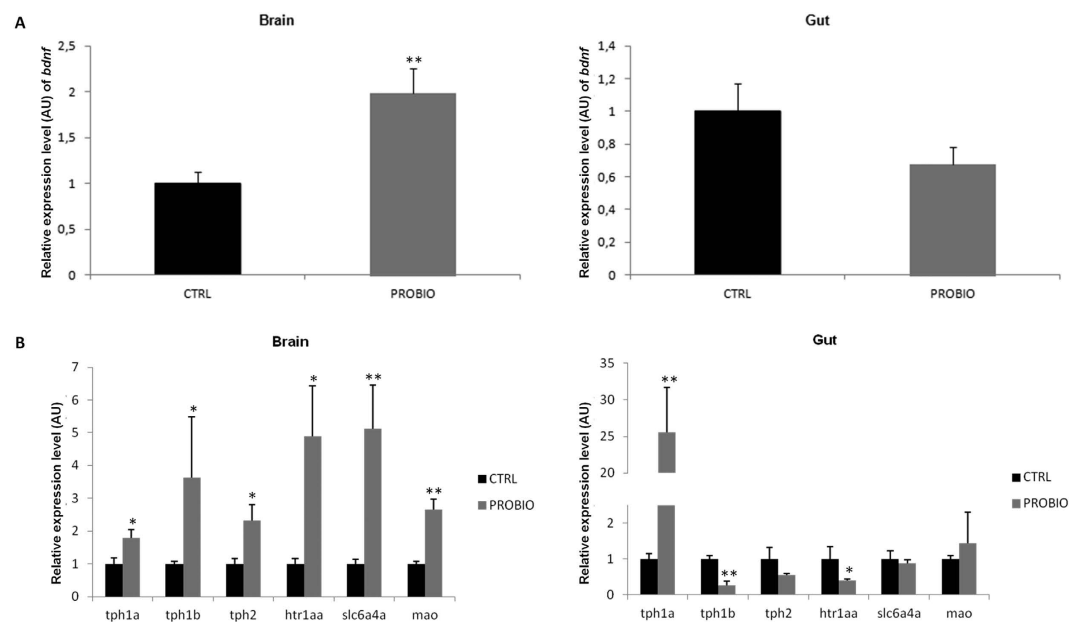 A
Brain
Relative expression level (AU) of bdnf
2,5
2
1,5
1
0,5
0
**
CTRL
PROBIO
Gut
Relative expression level (AU) of bdnf
1,4
1,2
1
0,8
0,6
0,4
0,2
0
CTRL
PROBIO
B
Brain
Relative expression level (AU)
7
6
5
4
3
2
1
0
* * * * ** **
tph1a tph1b tph2 htr1aa slc6a4a mao
CTRL
PROBIO
Gut
Relative expression level (AU)
35
30
25
20
2
1
0
** ** *
tph1a tph1b tph2 htr1aa slc6a4a mao
CTRL
PROBIO